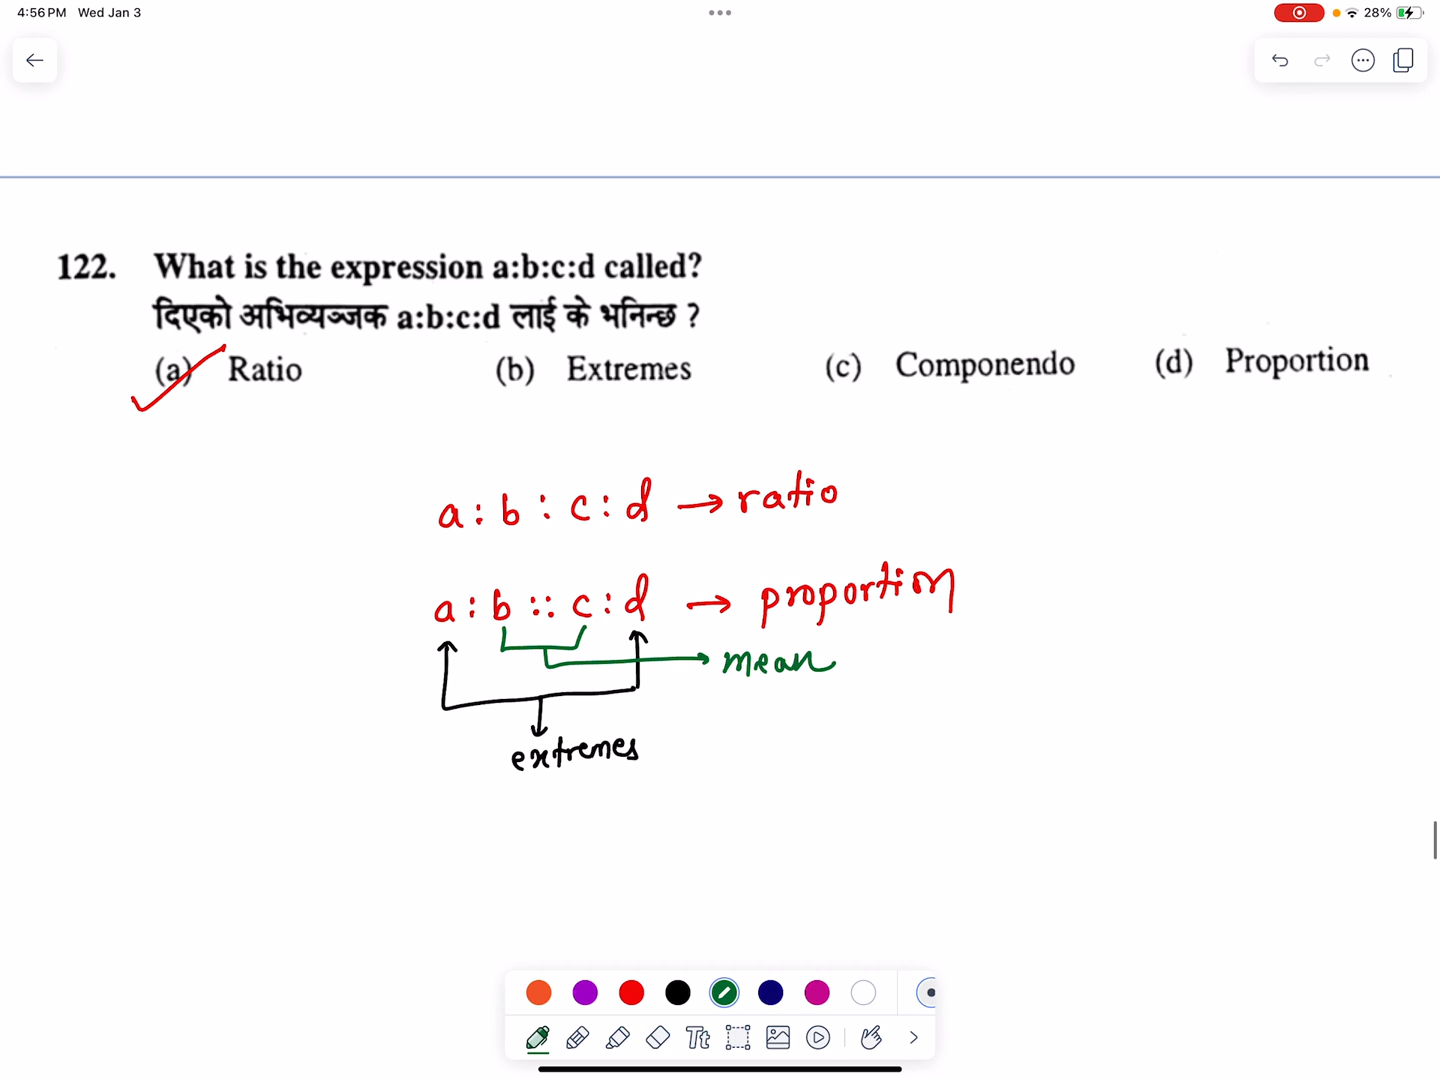 4:56 PM Wed Jan 3
28%
122. What is the expression a:b:c:d called?
दिएको अभिव्यञ्जक a:b:c:d लाई के भनिन्छ ?
(a) Ratio (b) Extremes (c) Componendo (d) Proportion
a : b : c : d → ratio
a : b :: c : d → proportion
mean
extremes
Tt